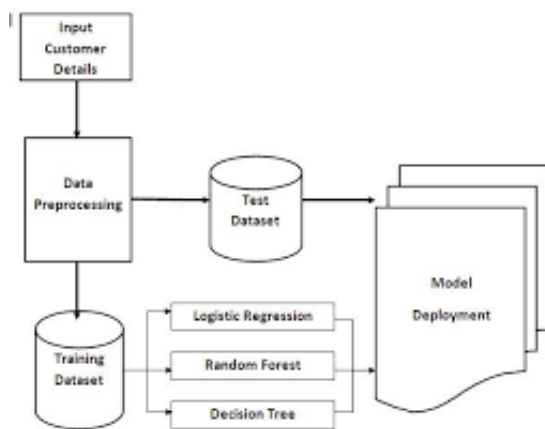 Input
Customer
Details
Data
Preprocessing
Test
Dataset
Model
Deployment
Training
Dataset
Logistic Regression
Random Forest
Decision Tree